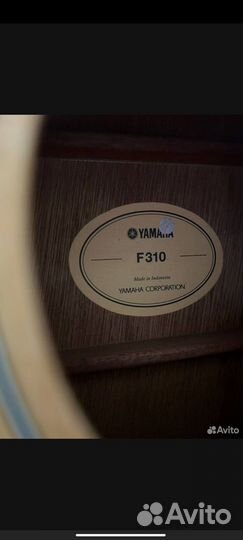 YAMAHA
F310
Made in Indonesia
YAMAHA CORPORATION
Avito
Avito